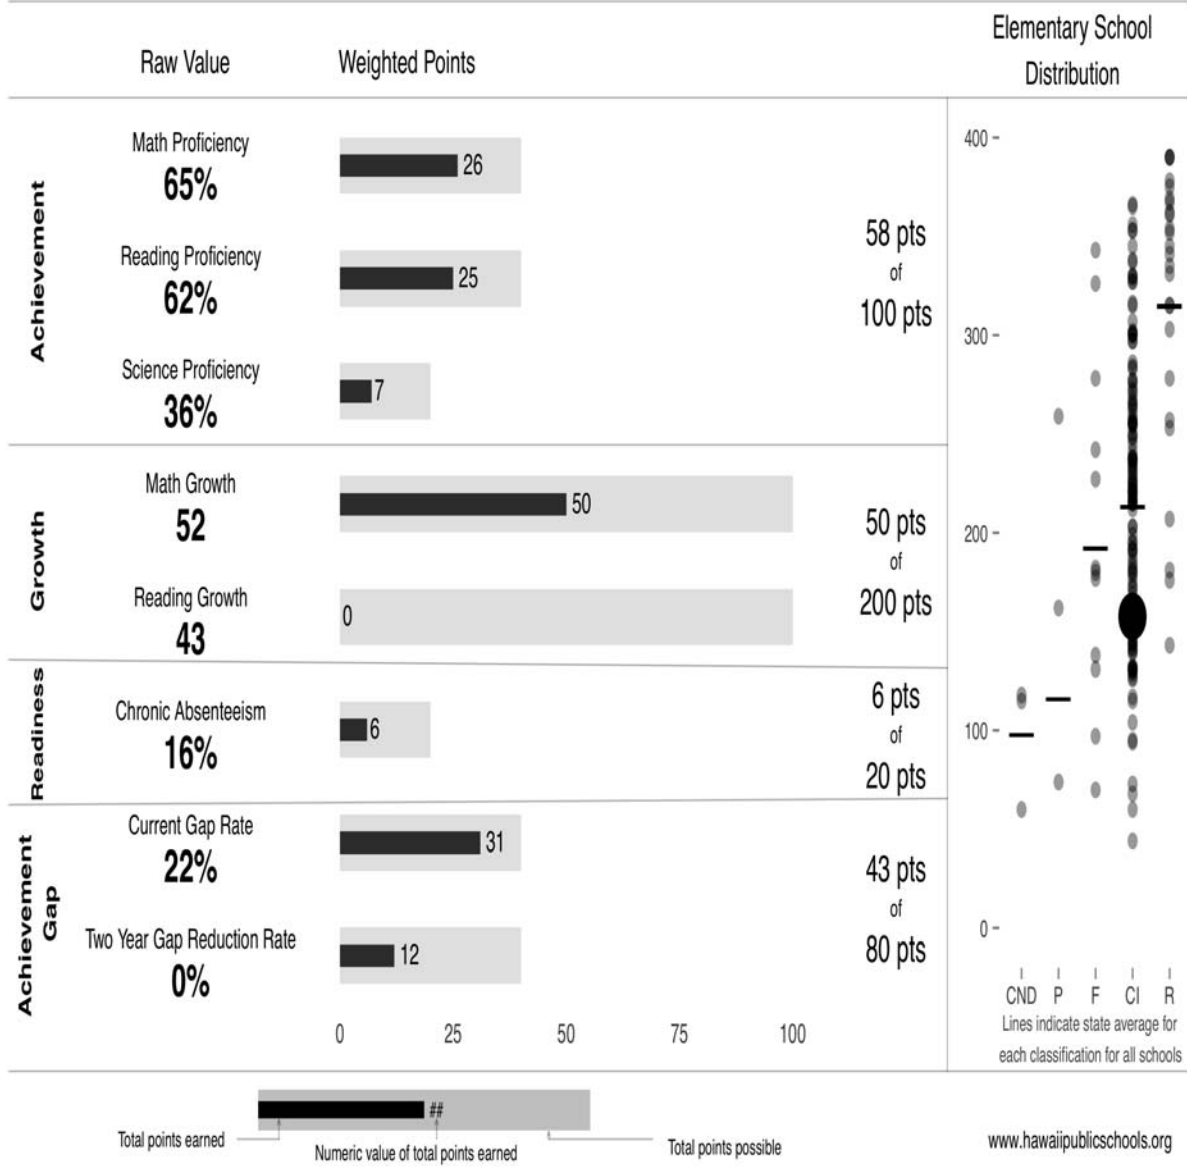 Elementary School
Raw Value Weighted Points Distribution
Achievement
Math Proficiency
65%
26
Reading Proficiency
62%
25
Science Proficiency
36%
7
58 pts
of
100 pts
Growth
Math Growth
52
50
Reading Growth
43
0
50 pts
of
200 pts
Readiness
Chronic Absenteeism
16%
6
6 pts
of
20 pts
Achievement
Gap
Current Gap Rate
22%
31
Two Year Gap Reduction Rate
0%
12
43 pts
of
80 pts
0 25 50 75 100
400
300
200
100
0
CND P F CI R
Lines indicate state average for
each classification for all schools
##
Total points earned
Numeric value of total points earned
Total points possible
www.hawaiipublicschools.org